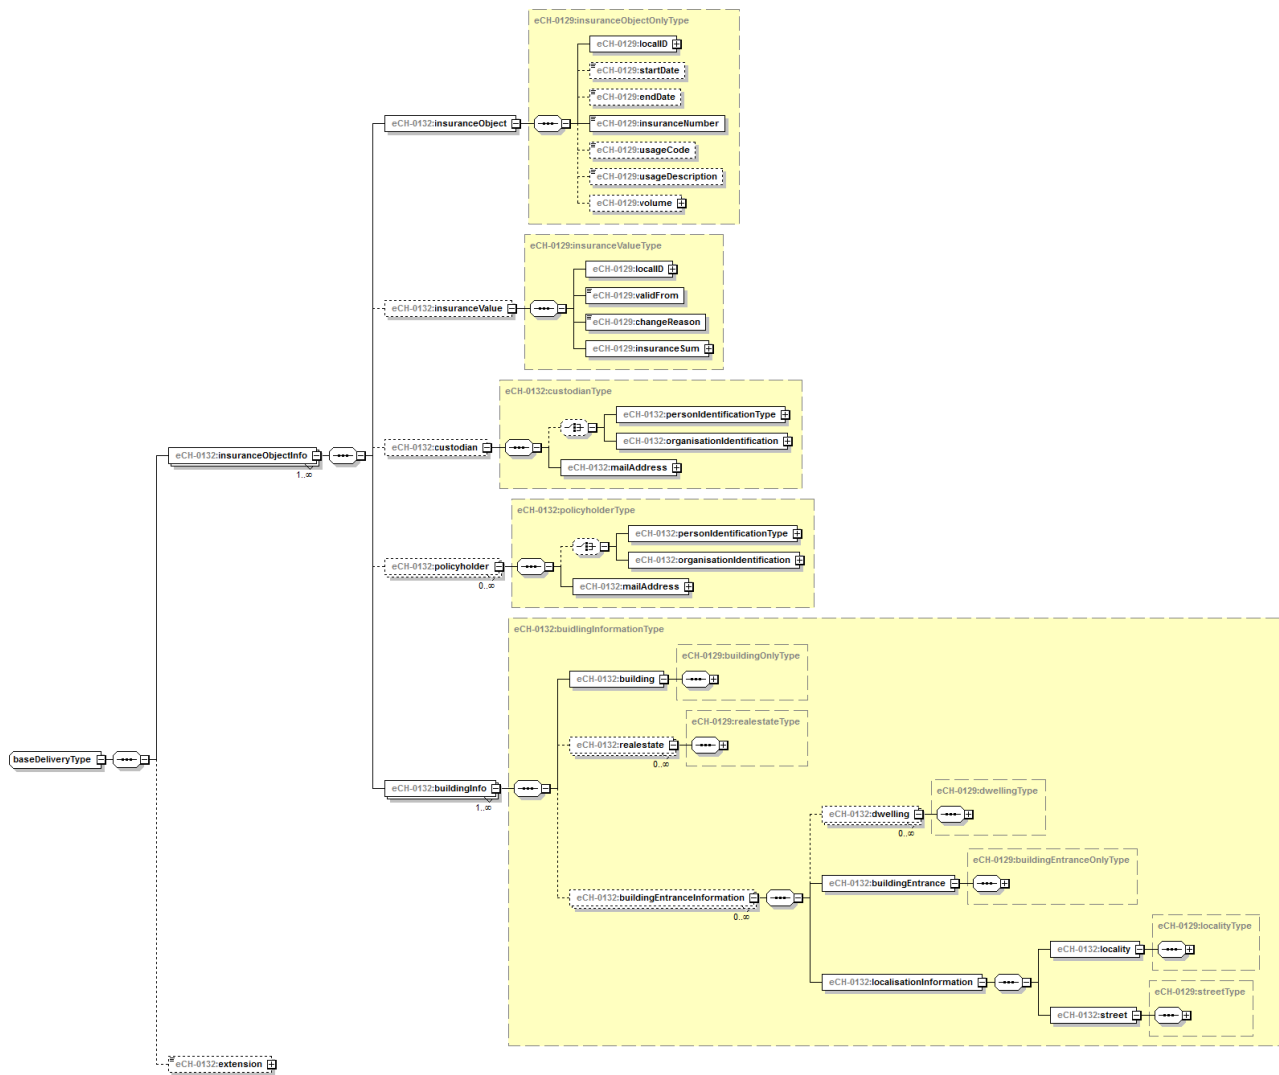 eCH-0129:insuranceObjectOnlyType
eCH-0129:localID
eCH-0129:startDate
eCH-0129:endDate
eCH-0132:insuranceObject
eCH-0129:insuranceNumber
eCH-0129:usageCode
eCH-0129:usageDescription
eCH-0129:volume
eCH-0129:insuranceValueType
eCH-0129:localID
eCH-0129:validFrom
eCH-0132:insuranceValue
eCH-0129:changeReason
eCH-0129:insuranceSum
eCH-0132:custodianType
eCH-0132:personIdentificationType
eCH-0132:organisationIdentification
eCH-0132:custodian
eCH-0132:mailAddress
eCH-0132:insuranceObjectInfo
1..∞
eCH-0132:policyholderType
eCH-0132:personIdentificationType
eCH-0132:organisationIdentification
eCH-0132:policyholder
0..∞
eCH-0132:mailAddress
eCH-0132:buidlingInformationType
eCH-0129:buildingOnlyType
eCH-0132:building
eCH-0129:realestateType
eCH-0132:realestate
0..∞
baseDeliveryType
eCH-0132:buildingInfo
1..∞
eCH-0129:dwellingType
eCH-0132:dwelling
0..∞
eCH-0129:buildingEntranceOnlyType
eCH-0132:buildingEntrance
eCH-0132:buildingEntranceInformation
0..∞
eCH-0129:localityType
eCH-0132:locality
eCH-0132:localisationInformation
eCH-0129:streetType
eCH-0132:street
eCH-0132:extension